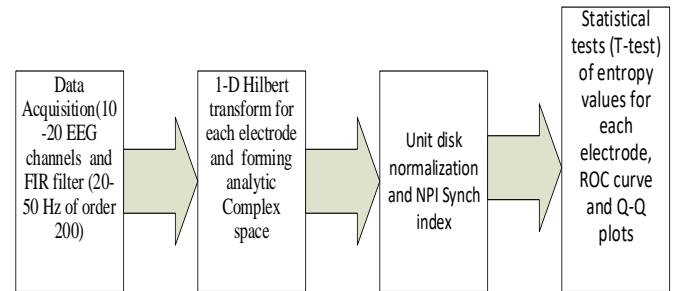 Data
Acquisition(10
-20 EEG
channels and
FIR filter (20-
50 Hz of order
200)
1-D Hilbert
transform for
each electrode
and forming
analytic
Complex
space
Unit disk
normalization
and NPI Synch
index
Statistical
tests (T-test)
of entropy
values for
each
electrode,
ROC curve
and Q-Q
plots